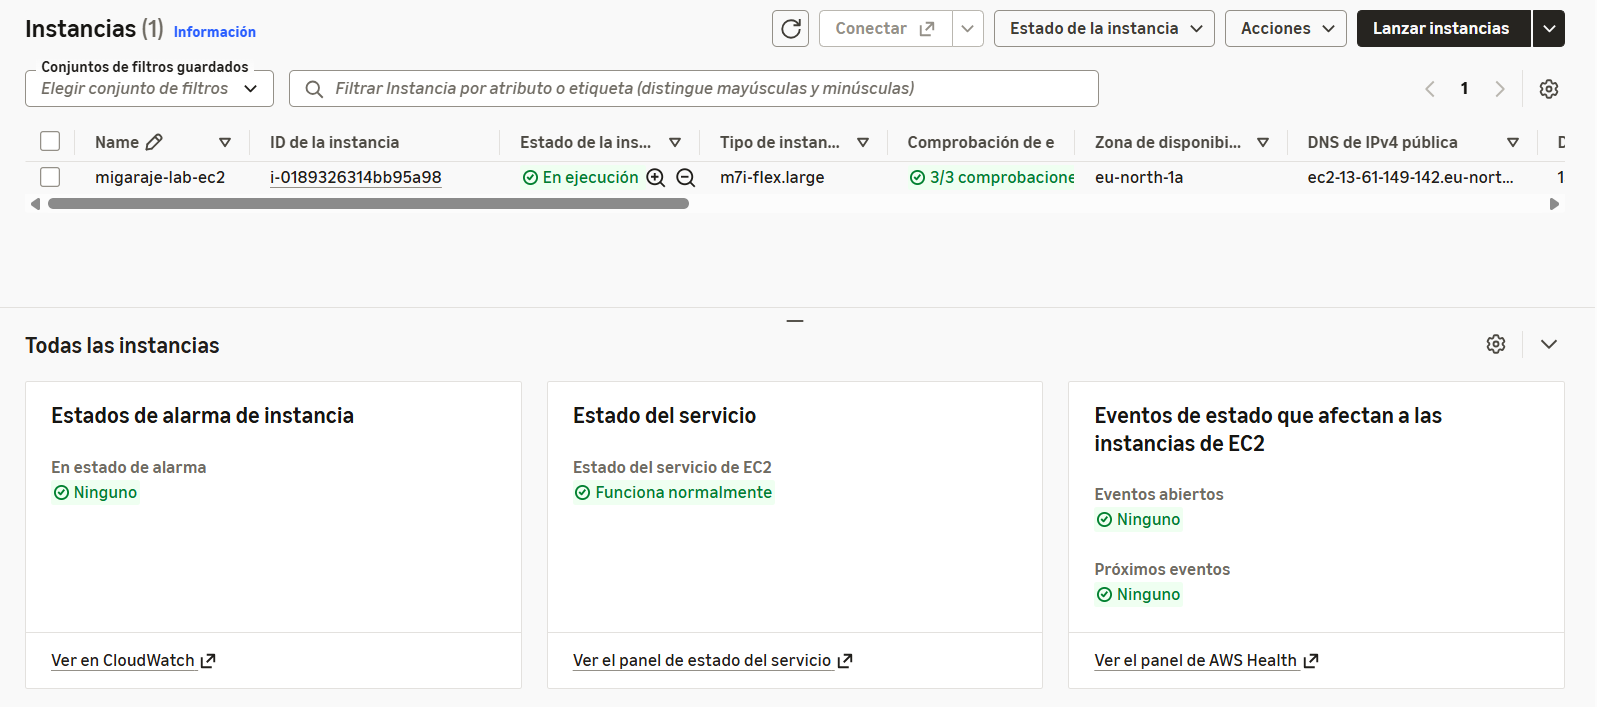 Instancias (1) Información
Conectar
Estado de la instancia
Acciones
Lanzar instancias
Conjuntos de filtros guardados
Elegir conjunto de filtros
Filtrar Instancia por atributo o etiqueta (distingue mayúsculas y minúsculas)
1
Name ID de la instancia Estado de la ins... Tipo de instan... Comprobación de e Zona de disponibi... DNS de IPv4 pública D
migaraje-lab-ec2 i-0189326314bb95a98 En ejecución m7i-flex.large 3/3 comprobacione eu-north-1a ec2-13-61-149-142.eu-nort... 1
Todas las instancias
Estados de alarma de instancia
En estado de alarma
Ninguno
Ver en CloudWatch
Estado del servicio
Estado del servicio de EC2
Funciona normalmente
Ver el panel de estado del servicio
Eventos de estado que afectan a las
instancias de EC2
Eventos abiertos
Ninguno
Próximos eventos
Ninguno
Ver el panel de AWS Health